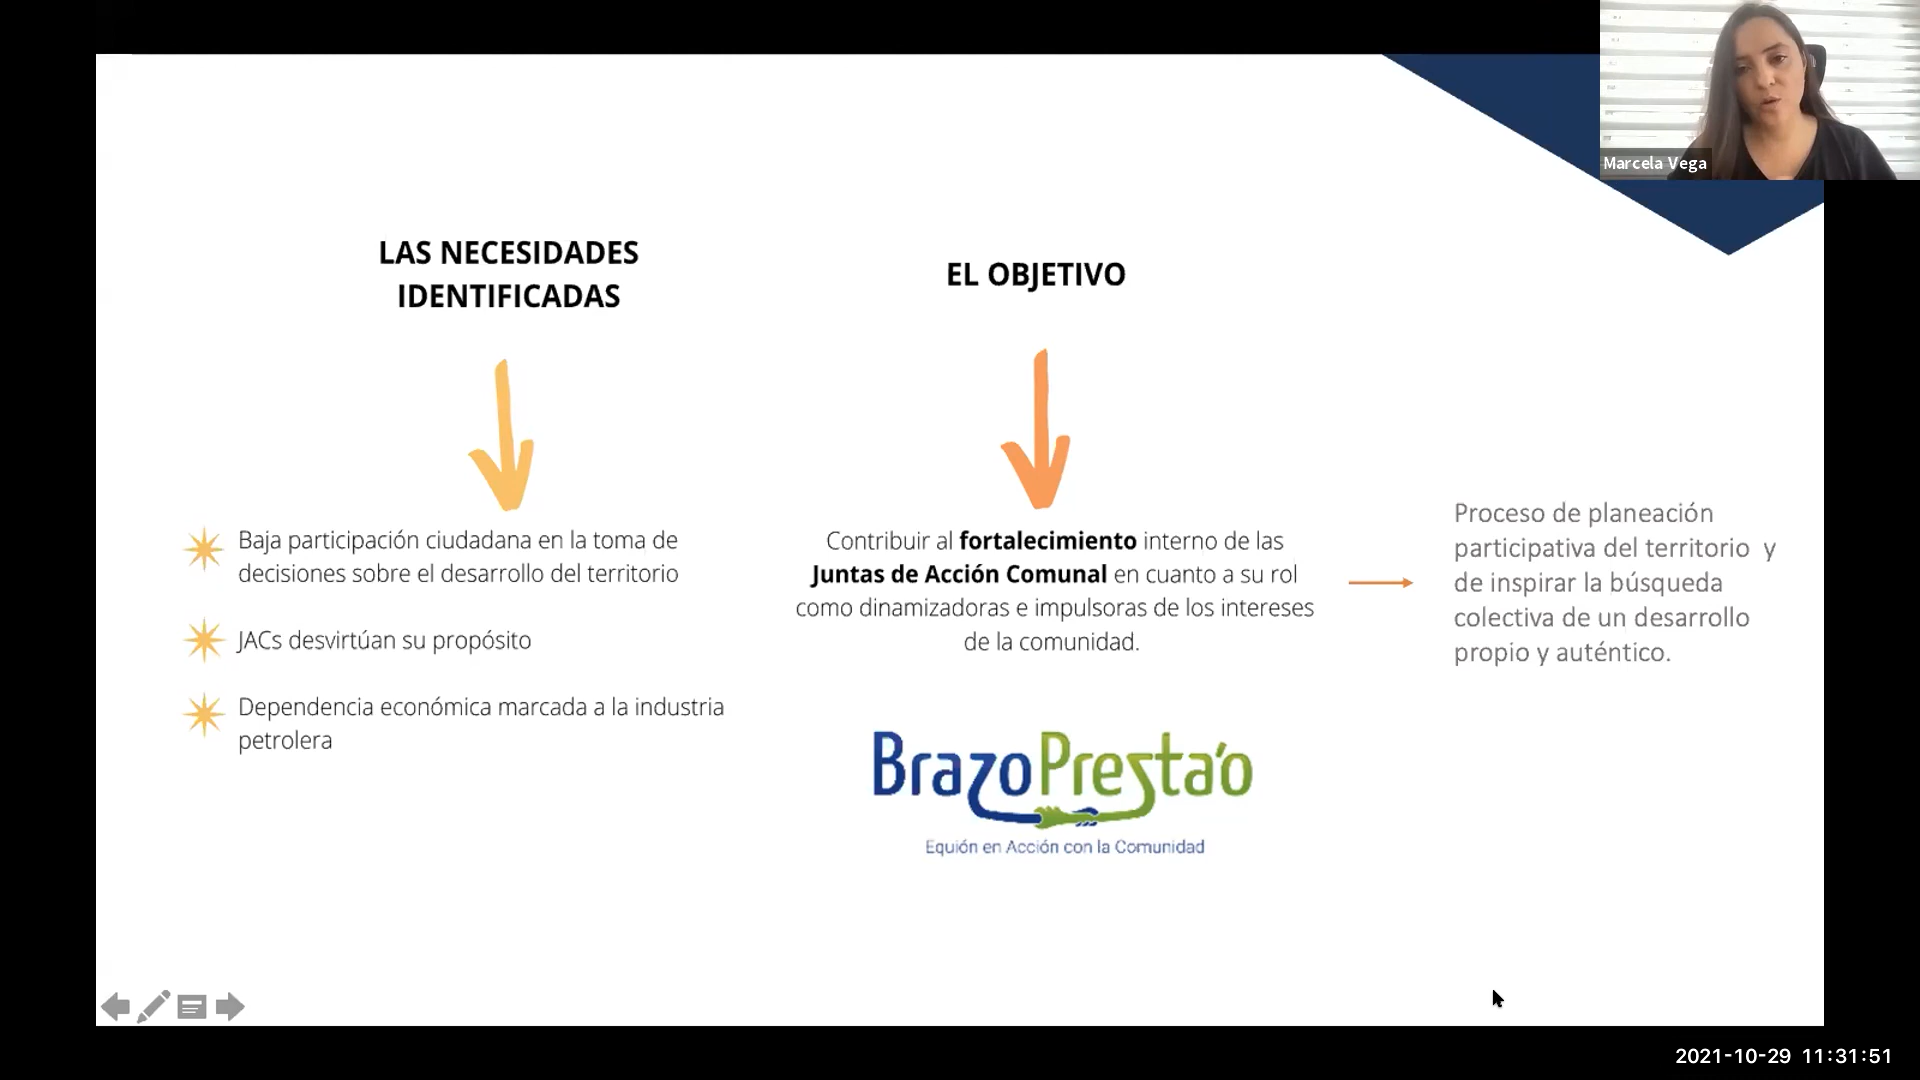 Marcela Vega
LAS NECESIDADES
IDENTIFICADAS
Baja participación ciudadana en la toma de
decisiones sobre el desarrollo del territorio
JACs desvirtúan su propósito
Dependencia económica marcada a la industria
petrolera
EL OBJETIVO
Contribuir al fortalecimiento interno de las
Juntas de Acción Comunal en cuanto a su rol
como dinamizadoras e impulsoras de los intereses
de la comunidad.
BrazoPresta'o
Equión en Acción con la Comunidad
Proceso de planeación
participativa del territorio y
de inspirar la búsqueda
colectiva de un desarrollo
propio y auténtico.
2021-10-29 11:31:51